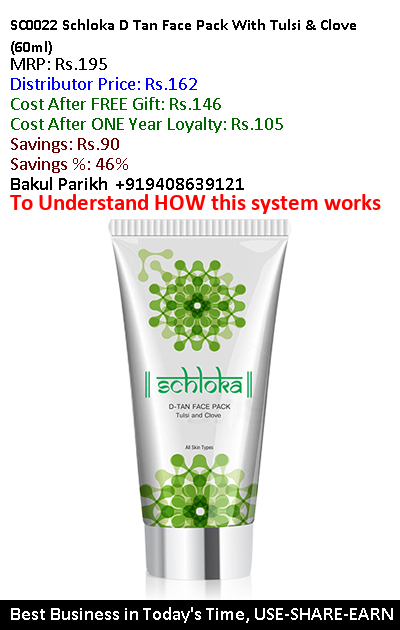 SC0022 Schloka D Tan Face Pack With Tulsi & Clove
(60ml)
MRP: Rs.195
Distributor Price: Rs.162
Cost After FREE Gift: Rs.146
Cost After ONE Year Loyalty: Rs.105
Savings: Rs.90
Savings %: 46%
Bakul Parikh +919408639121
To Understand HOW this system works
schloka
D-TAN FACE PACK
Tulsi and Clove
All Skin Types
Best Business in Today's Time, USE-SHARE-EARN